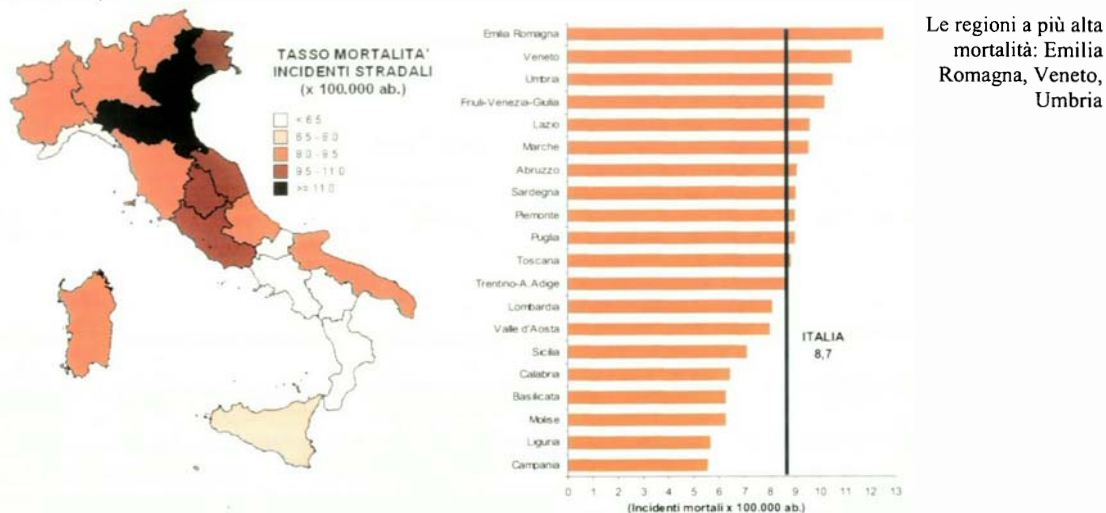 TASSO MORTALITA'
INCIDENTI STRADALI
(x 100.000 ab.)
< 6.5
6.5 - 8.0
8.0 - 9.5
9.5 - 11.0
>= 11.0
Emilia Romagna
Veneto
Umbria
Friuli-Venezia-Giulia
Lazio
Marche
Abruzzo
Sardegna
Piemonte
Puglia
Toscana
Trentino-A. Adige
Lombardia
Valle d'Aosta
Sicilia
Calabria
Basilicata
Molise
Liguria
Campania
ITALIA
8,7
0 1 2 3 4 5 6 7 8 9 10 11 12 13
(Incidenti mortali x 100.000 ab.)
Le regioni a più alta
mortalità: Emilia
Romagna, Veneto,
Umbria